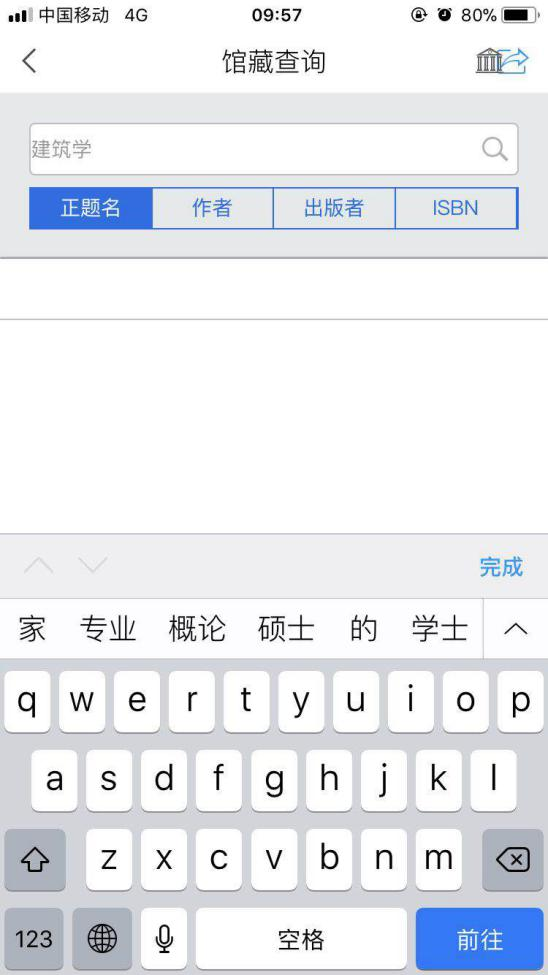 中国移动 4G 09:57 80%
馆藏查询
建筑学
正题名 作者 出版者 ISBN
完成
家 专业 概论 硕士 的 学士
q w e r t y u i o p
a s d f g h j k l
z x c v b n m
123 空格 前往